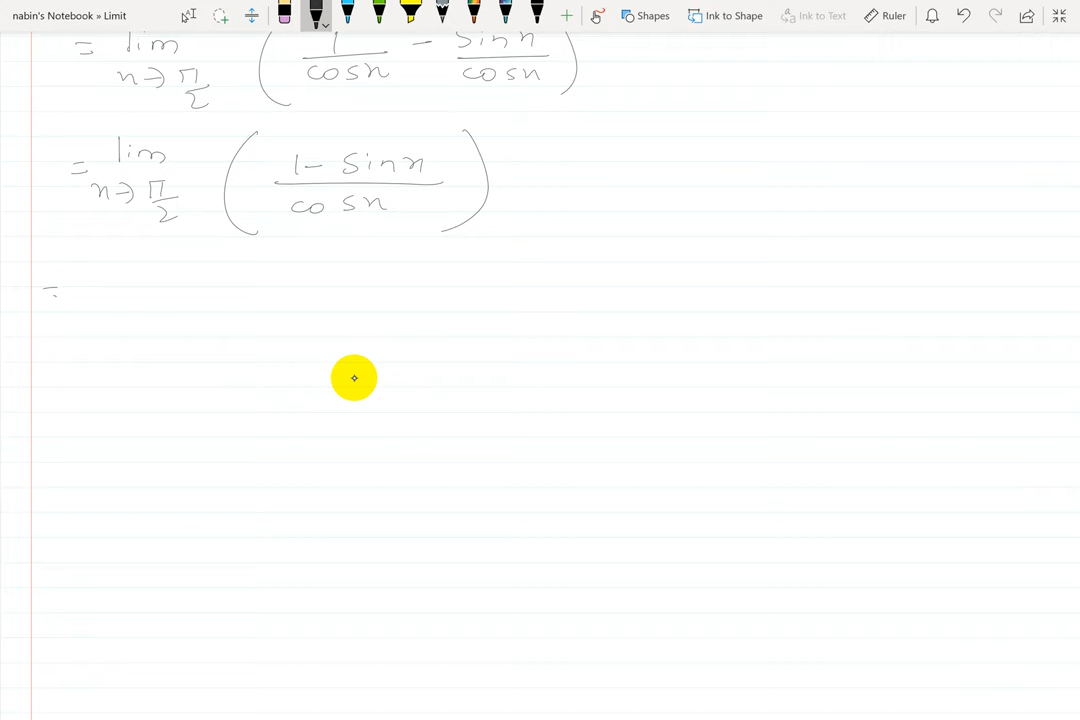 nabin's Notebook » Limit Shapes Ink to Shape Ink to Text Ruler
= lim x→π/2 (1/cosx - sinx/cosx)
= lim x→π/2 (1 - sinx / cosx)
=